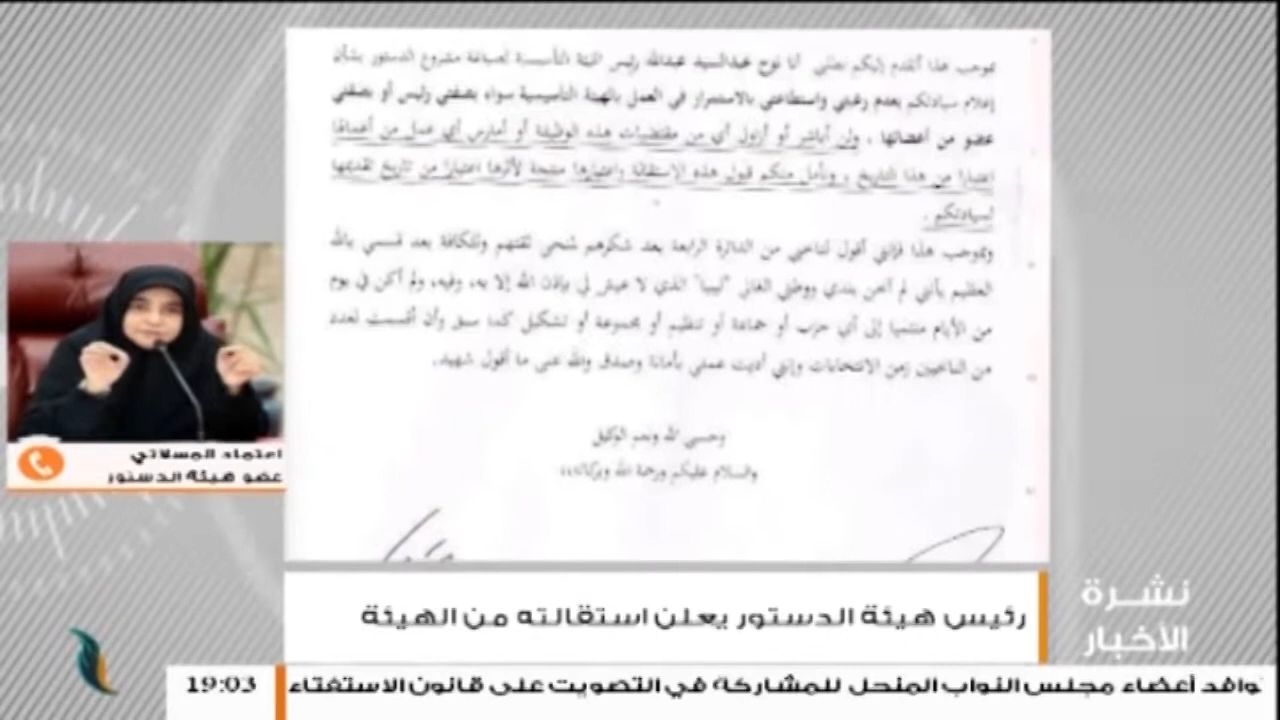 بموجب هذا أتقدم إليكم بطلبي أنا نوح عبدالسيد عبدالله رئيس الهيئة التأسيسية لصياغة مشروع الدستور بشأن
إعلام سيادتكم بعدم رغبتي واستطاعتي بالاستمرار في العمل بالهيئة التأسيسية سواء بصفتي رئيس أو بصفتي
عضو من أعضائها ، ولن أباشر أو أزاول أي من مقتضيات هذه الوظيفة أو أمارس أي عمل من أعمالها
اعتبارا من هذا التاريخ ، ونأمل منكم قبول هذه الاستقالة واعتبارها منتجة لأثرها اعتبارا من تاريخ تقديمها
لسيادتكم .
وبموجب هذا فإنني أقول لناخبي من الدائرة الرابعة بعد شكرهم لمنحي ثقتهم وللكافة بعد قسمي بالله
العظيم بأنني لم أخن بلدي ووطني الغالي "ليبيا" الذي لا عيش لي بإذن الله إلا به، وفيه، ولم أكن في يوم
من الأيام منتميا إلى أي حزب أو جماعة أو تنظيم أو مجموعة أو تشكيل كما سبق وأن أقسمت لعدد
من الناخبين زمن الانتخابات وإنني أديت عملي بأمانة وصدق والله على ما أقول شهيد.
وحسبي الله ونعم الوكيل
والسلام عليكم ورحمة الله وبركاته،،
اعتماد المسلاتي
عضو هيئة الدستور
رئيس هيئة الدستور يعلن استقالته من الهيئة
نشرة
الأخبار
19:03
توافد أعضاء مجلس النواب المنحل للمشاركة في التصويت على قانون الاستفتاء